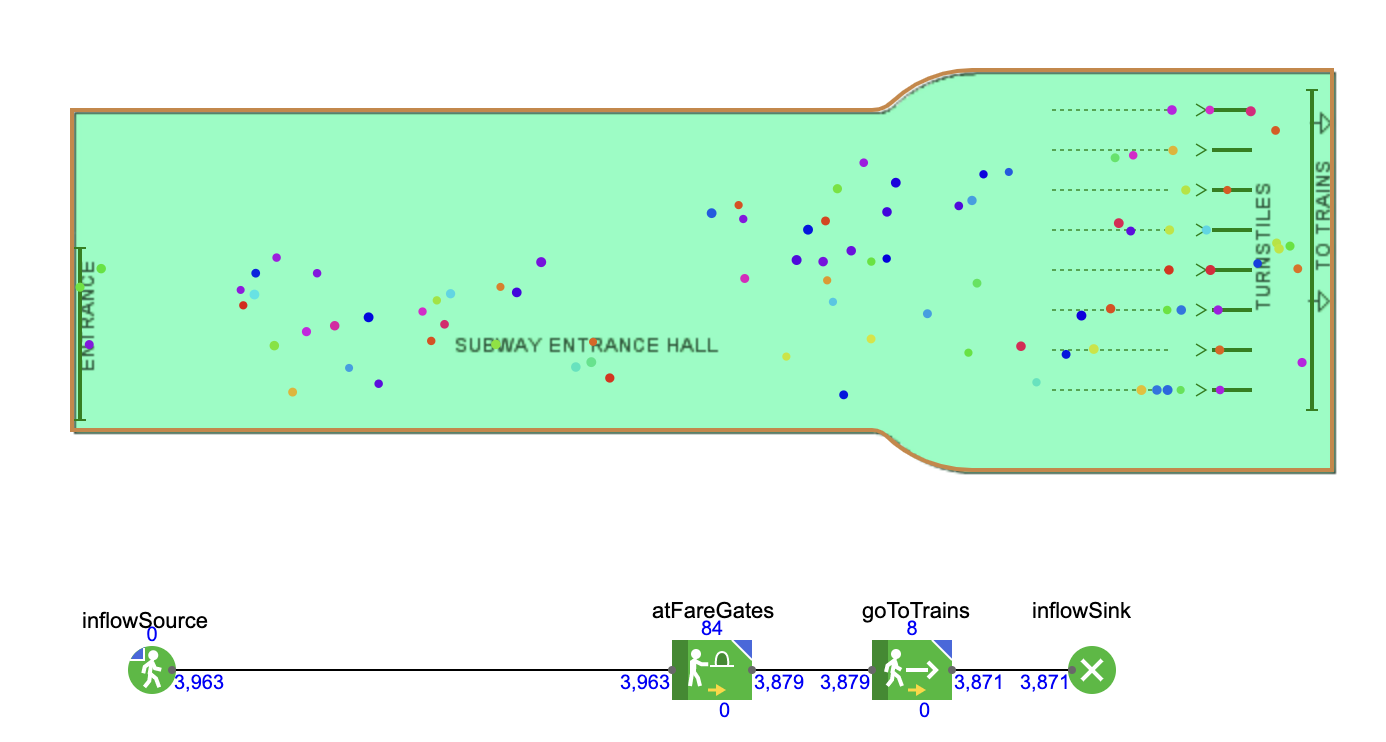 ENTRANCE
SUBWAY ENTRANCE HALL
TURNSTILES
TO TRAINS
inflowSource
0
3,963
atFareGates
84
3,963
3,879
0
goToTrains
8
3,879
3,871
0
inflowSink
3,871